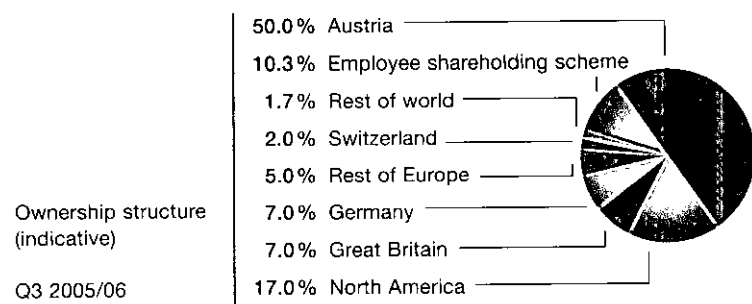 50.0% Austria
10.3% Employee shareholding scheme
1.7% Rest of world
2.0% Switzerland
5.0% Rest of Europe
7.0% Germany
7.0% Great Britain
17.0% North America
Ownership structure
(indicative)
Q3 2005/06